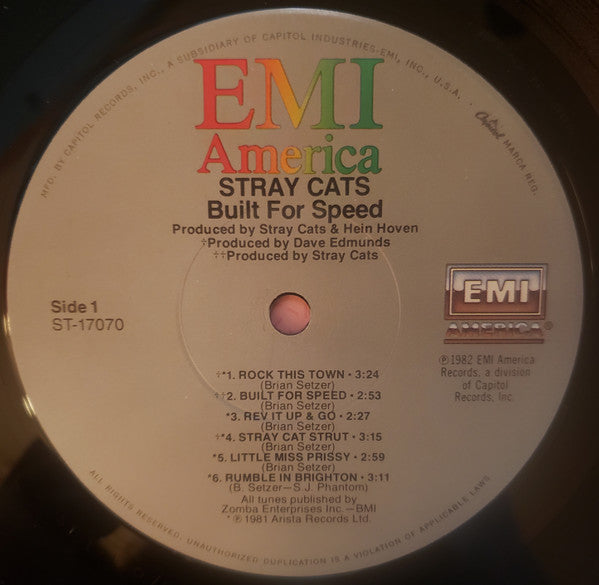 MFD. BY CAPITOL RECORDS, INC., A SUBSIDIARY OF CAPITOL INDUSTRIES-EMI, INC., U.S.A. · Capitol MARCA REG.
EMI
America
STRAY CATS
Built For Speed
Produced by Stray Cats & Hein Hoven
†Produced by Dave Edmunds
††Produced by Stray Cats
Side 1
ST-17070
EMI
AMERICA®
℗1982 EMI America
Records, a division
of Capitol
Records, Inc.
†*1. ROCK THIS TOWN • 3:24
(Brian Setzer)
††2. BUILT FOR SPEED • 2:53
(Brian Setzer)
*3. REV IT UP & GO • 2:27
(Brian Setzer)
†*4. STRAY CAT STRUT • 3:15
(Brian Setzer)
*5. LITTLE MISS PRISSY • 2:59
(Brian Setzer)
*6. RUMBLE IN BRIGHTON • 3:11
(B. Setzer—S.J. Phantom)
All tunes published by
Zomba Enterprises Inc.—BMI
* ℗1981 Arista Records Ltd.
ALL RIGHTS RESERVED. UNAUTHORIZED DUPLICATION IS A VIOLATION OF APPLICABLE LAWS.